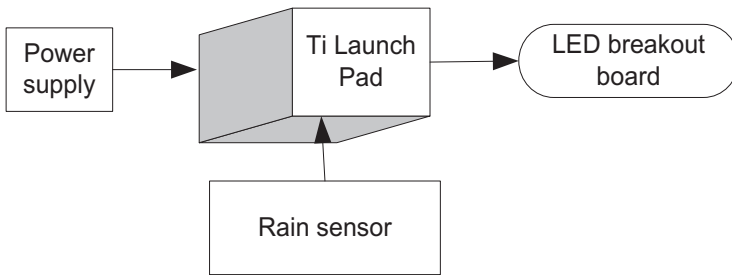 Power
supply
Ti Launch
Pad
LED breakout
board
Rain sensor